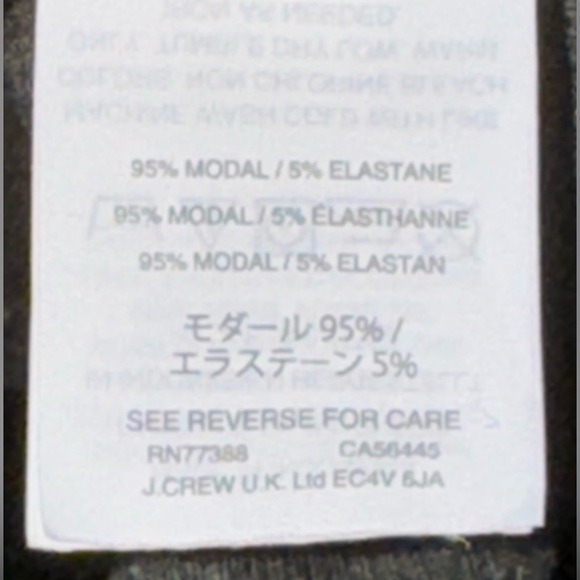 95% MODAL / 5% ELASTANE
95% MODAL / 5% ÉLASTHANNE
95% MODAL / 5% ELASTAN
モダール 95% /
エラステーン 5%
SEE REVERSE FOR CARE
RN77388 CA56445
J.CREW U.K. Ltd EC4V 6JA